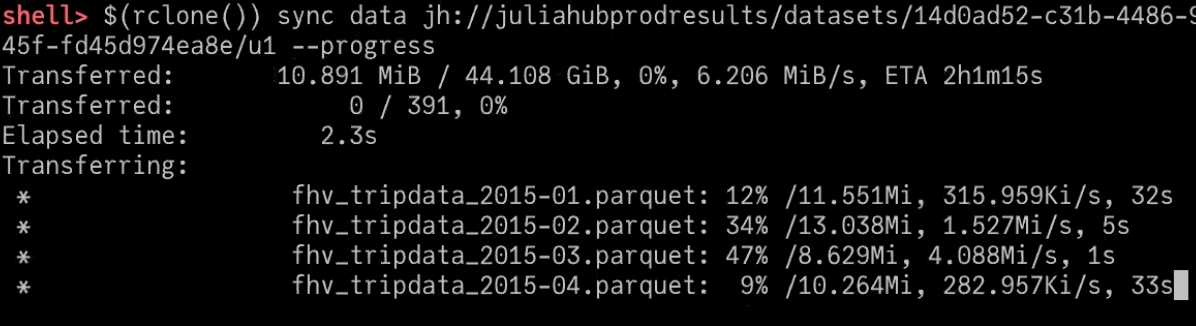 shell> $(rclone()) sync data jh://juliahubprodresults/datasets/14d0ad52-c31b-4486-9
45f-fd45d974ea8e/u1 --progress
Transferred:       10.891 MiB / 44.108 GiB, 0%, 6.206 MiB/s, ETA 2h1m15s
Transferred:            0 / 391, 0%
Elapsed time:         2.3s
Transferring:
 *                 fhv_tripdata_2015-01.parquet: 12% /11.551Mi, 315.959Ki/s, 32s
 *                 fhv_tripdata_2015-02.parquet: 34% /13.038Mi, 1.527Mi/s, 5s
 *                 fhv_tripdata_2015-03.parquet: 47% /8.629Mi, 4.088Mi/s, 1s
 *                 fhv_tripdata_2015-04.parquet:  9% /10.264Mi, 282.957Ki/s, 33s